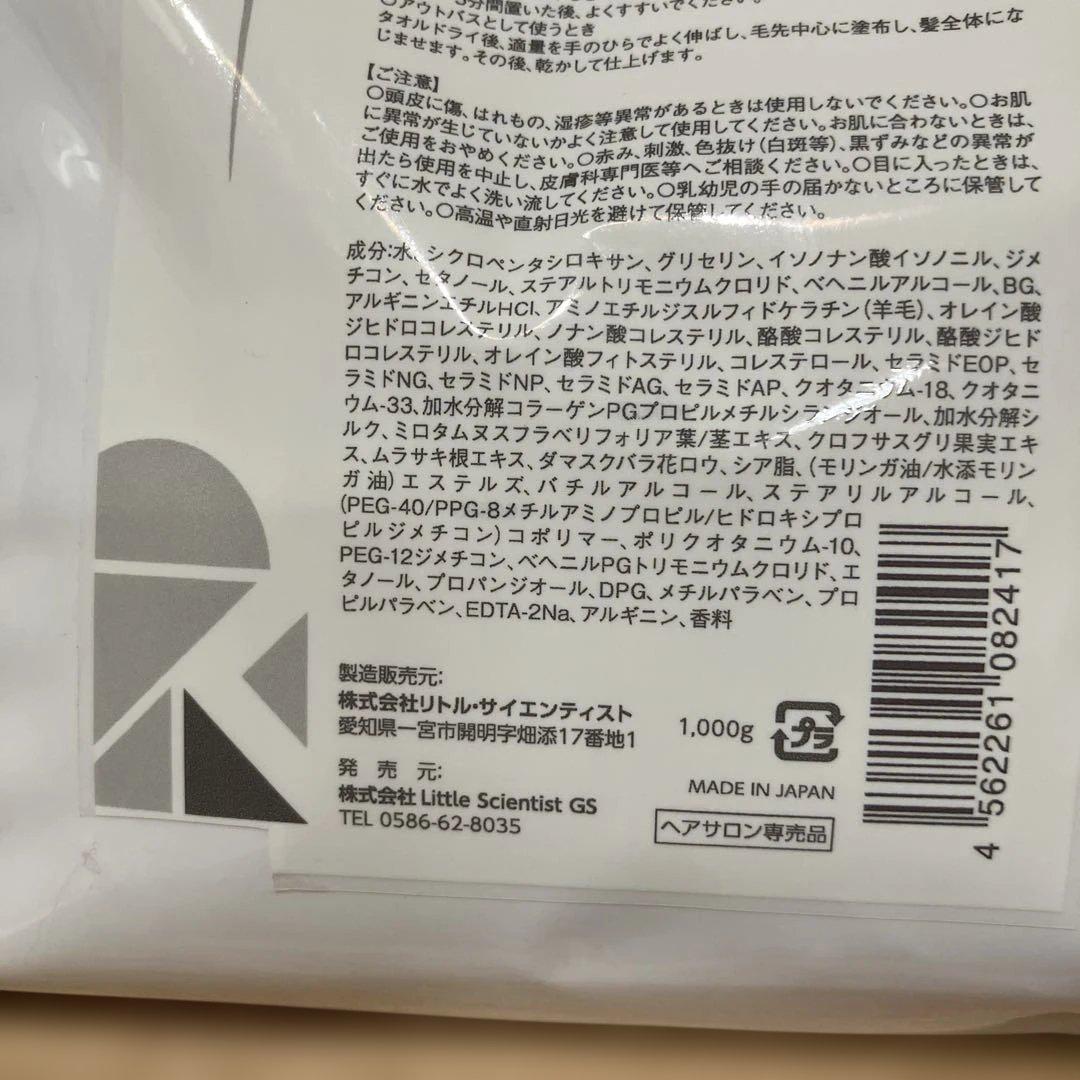 3分間置いた後、よくすすいでください。
〇アウトバスとして使うとき
タオルドライ後、適量を手のひらでよく伸ばし、毛先中心に塗布し、髪全体にな
じませます。その後、乾かして仕上げます。
【ご注意】
〇頭皮に傷、はれもの、湿疹等異常があるときは使用しないでください。〇お肌
に異常が生じていないかよく注意して使用してください。お肌に合わないときは、
ご使用をおやめください。〇赤み、刺激、色抜け(白斑等)、黒ずみなどの異常が
出たら使用を中止し、皮膚科専門医等へご相談ください。〇目に入ったときは、
すぐに水でよく洗い流してください。〇乳幼児の手の届かないところに保管して
ください。〇高温や直射日光を避けて保管してください。
成分:水、シクロペンタシロキサン、グリセリン、イソノナン酸イソノニル、ジメ
チコン、セタノール、ステアルトリモニウムクロリド、ベヘニルアルコール、BG、
アルギニンエチルHCl、アミノエチルジスルフィドケラチン(羊毛)、オレイン酸
ジヒドロコレステリル、ノナン酸コレステリル、酪酸コレステリル、酪酸ジヒド
ロコレステリル、オレイン酸フィトステリル、コレステロール、セラミドEOP、セ
ラミドNG、セラミドNP、セラミドAG、セラミドAP、クオタニウム-18、クオタニ
ウム-33、加水分解コラーゲンPGプロピルメチルシランジオール、加水分解シ
ルク、ミロタムヌスフラベリフォリア葉/茎エキス、クロフサスグリ果実エキ
ス、ムラサキ根エキス、ダマスクバラ花ロウ、シア脂、(モリンガ油/水添モリン
ガ油)エステルズ、バチルアルコール、ステアリルアルコール、
(PEG-40/PPG-8メチルアミノプロピル/ヒドロキシプロ
ピルジメチコン)コポリマー、ポリクオタニウム-10、
PEG-12ジメチコン、ベヘニルPGトリモニウムクロリド、エ
タノール、プロパンジオール、DPG、メチルパラベン、プロ
ピルパラベン、EDTA-2Na、アルギニン、香料
製造販売元:
株式会社リトル・サイエンティスト
愛知県一宮市開明字畑添17番地1
発売元:
株式会社 Little Scientist GS
TEL 0586-62-8035
1,000g
プラ
MADE IN JAPAN
ヘアサロン専売品
4 562261 082417